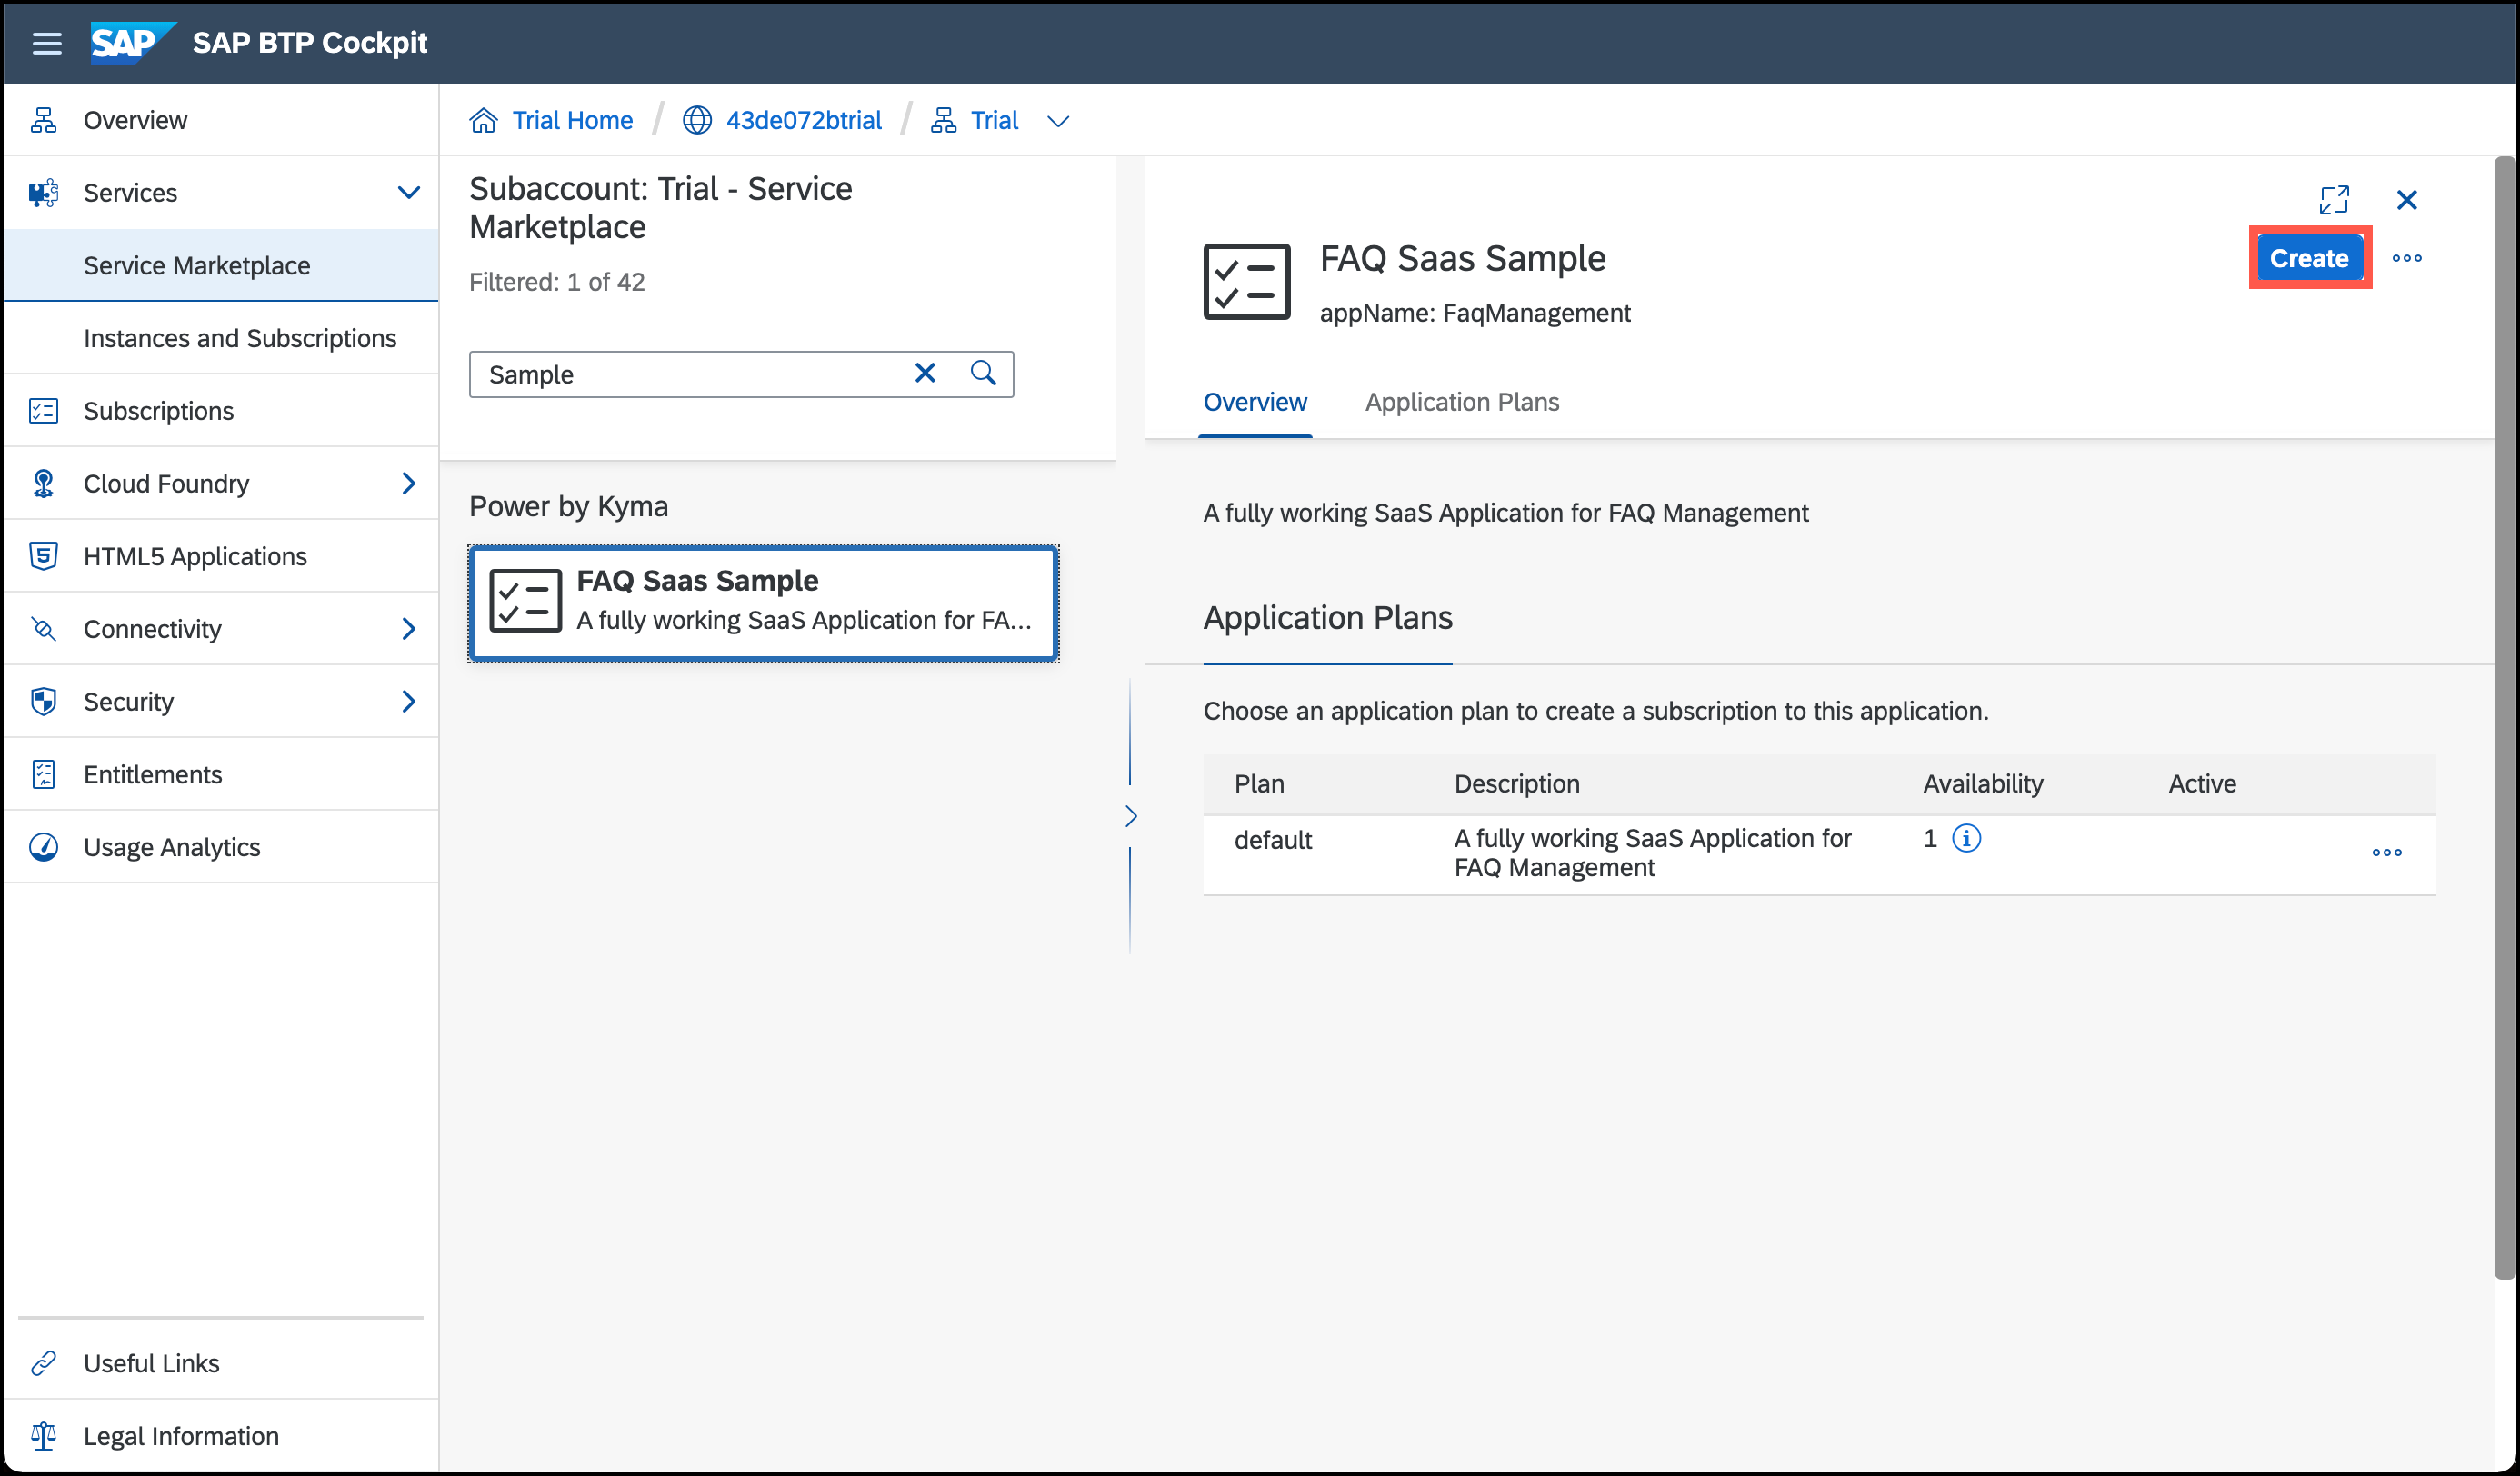 SAP SAP BTP Cockpit
Overview
Services
Service Marketplace
Instances and Subscriptions
Subscriptions
Cloud Foundry
HTML5 Applications
Connectivity
Security
Entitlements
Usage Analytics
Useful Links
Legal Information
Trial Home / 43de072btrial / Trial
Subaccount: Trial - Service
Marketplace
Filtered: 1 of 42
Sample
Power by Kyma
FAQ Saas Sample
A fully working SaaS Application for FA...
FAQ Saas Sample
appName: FaqManagement
Create
Overview Application Plans
A fully working SaaS Application for FAQ Management
Application Plans
Choose an application plan to create a subscription to this application.
Plan Description Availability Active
default A fully working SaaS Application for 1
FAQ Management